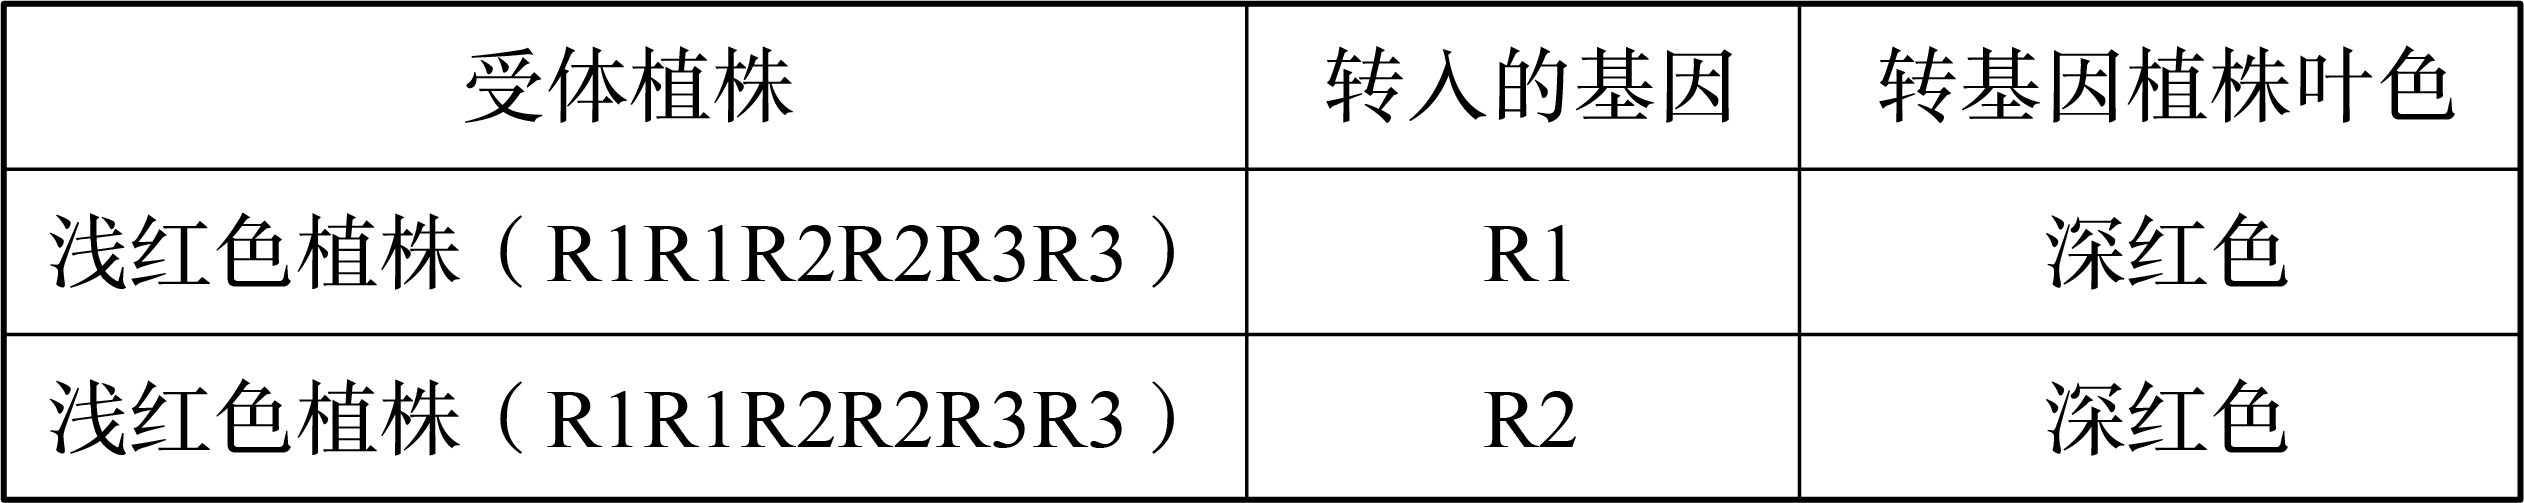 受体植株 转入的基因 转基因植株叶色
浅红色植株（R1R1R2R2R3R3） R1 深红色
浅红色植株（R1R1R2R2R3R3） R2 深红色